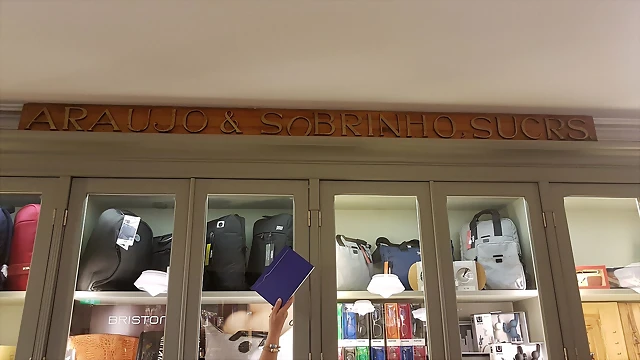 ARAUJO & SOBRINHO, SUCRS.
BRISTON